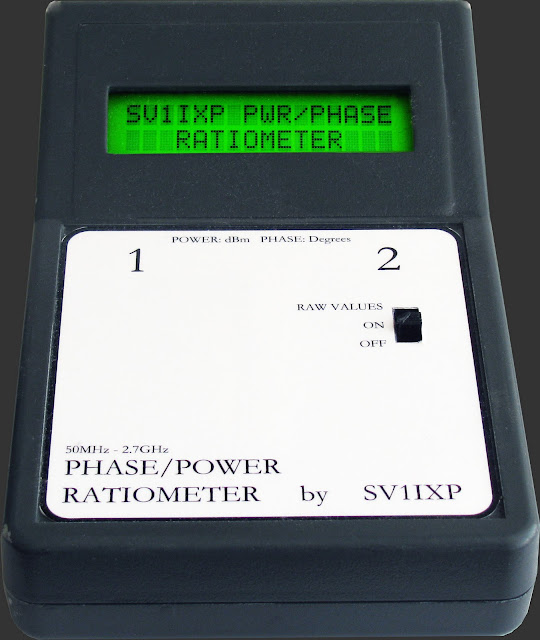 SV1IXP PWR/PHASE
RATIOMETER
POWER: dBm PHASE: Degrees
1 2
RAW VALUES
ON
OFF
50MHz - 2.7GHz
PHASE/POWER
RATIOMETER by SV1IXP